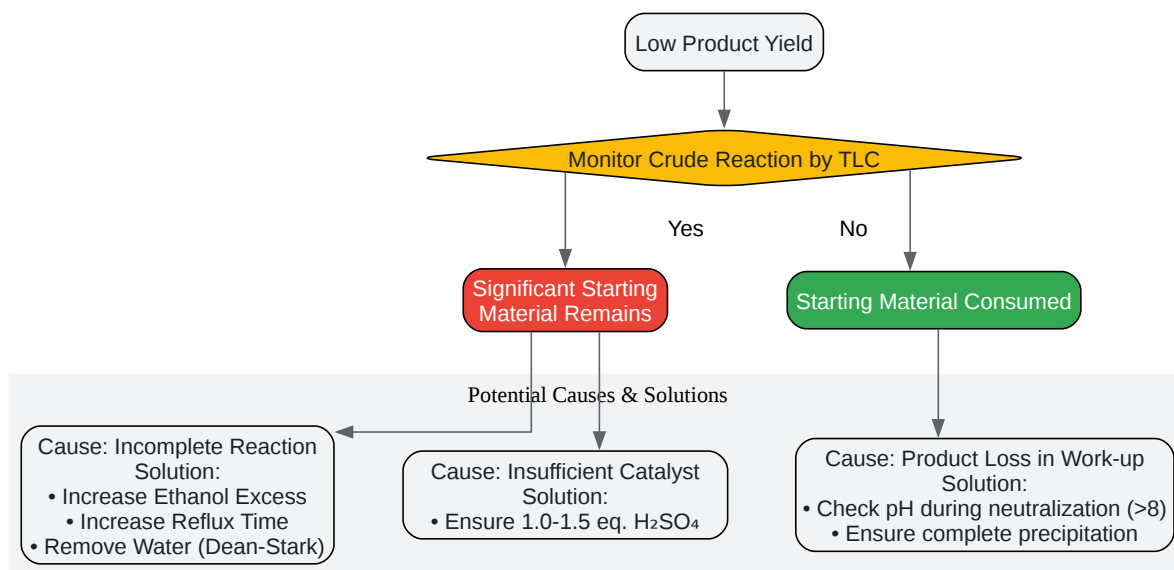 Low Product Yield
Monitor Crude Reaction by TLC
Yes
No
Significant Starting
Material Remains
Starting Material Consumed
Potential Causes & Solutions
Cause: Incomplete Reaction
Solution:
• Increase Ethanol Excess
• Increase Reflux Time
• Remove Water (Dean-Stark)
Cause: Insufficient Catalyst
Solution:
• Ensure 1.0-1.5 eq. H₂SO₄
Cause: Product Loss in Work-up
Solution:
• Check pH during neutralization (>8)
• Ensure complete precipitation